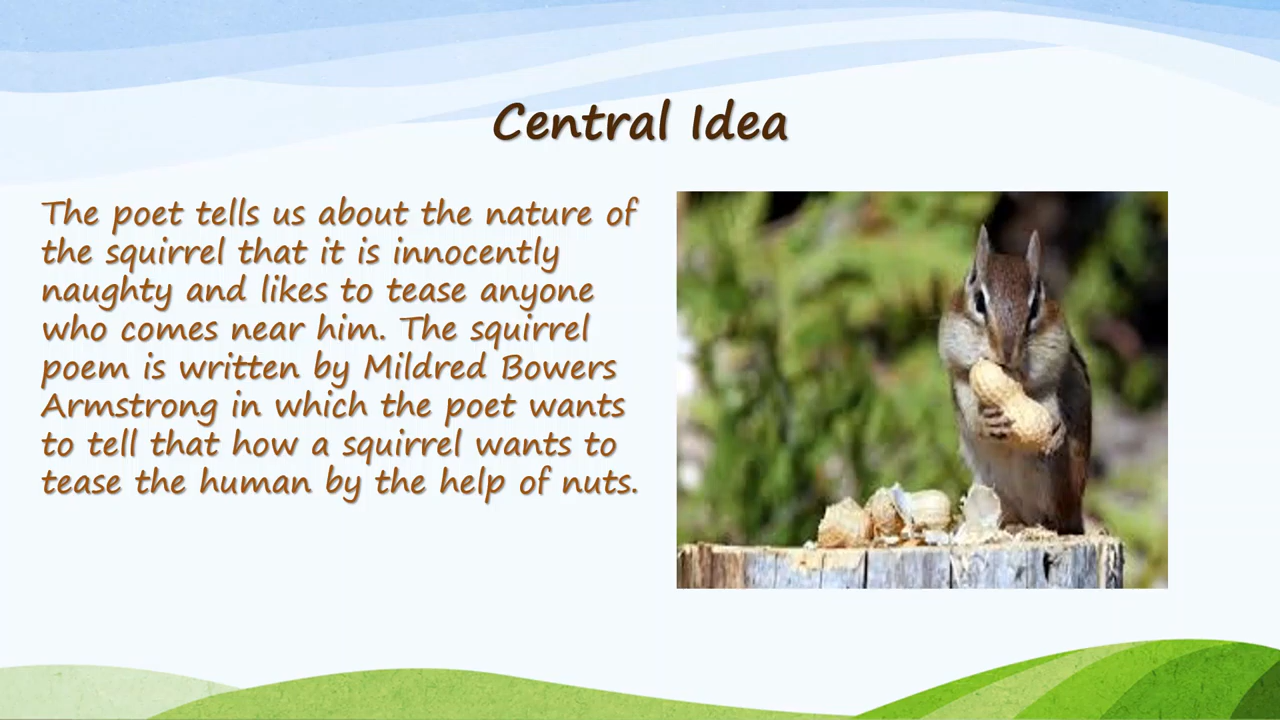 Central Idea
The poet tells us about the nature of
the squirrel that it is innocently
naughty and likes to tease anyone
who comes near him. The squirrel
poem is written by Mildred Bowers
Armstrong in which the poet wants
to tell that how a squirrel wants to
tease the human by the help of nuts.